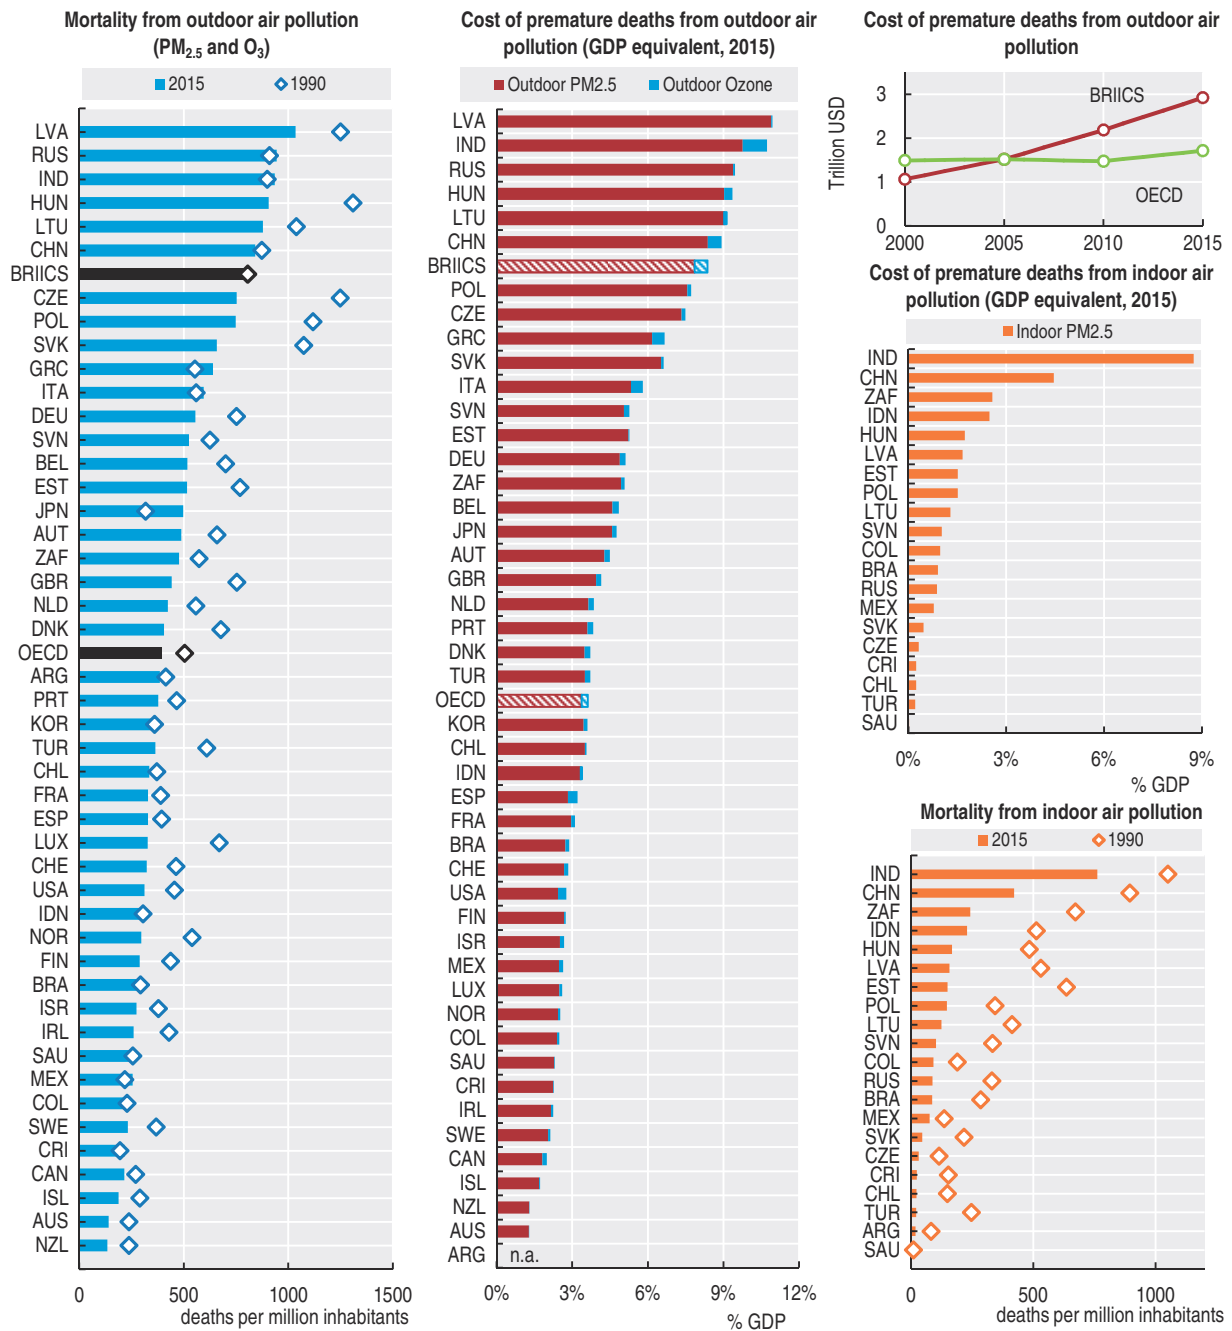 Mortality from outdoor air pollution
(PM2.5 and O3)
2015 1990
LVA
RUS
IND
HUN
LTU
CHN
BRIICS
CZE
POL
SVK
GRC
ITA
DEU
SVN
BEL
EST
JPN
AUT
ZAF
GBR
NLD
DNK
OECD
ARG
PRT
KOR
TUR
CHL
FRA
ESP
LUX
CHE
USA
IDN
NOR
FIN
BRA
ISR
IRL
SAU
MEX
COL
SWE
CRI
CAN
ISL
AUS
NZL
0 500 1000 1500
deaths per million inhabitants
Cost of premature deaths from outdoor air
pollution (GDP equivalent, 2015)
Outdoor PM2.5 Outdoor Ozone
LVA
IND
RUS
HUN
LTU
CHN
BRIICS
POL
CZE
GRC
SVK
ITA
SVN
EST
DEU
ZAF
BEL
JPN
AUT
GBR
NLD
PRT
DNK
TUR
OECD
KOR
CHL
IDN
ESP
FRA
BRA
CHE
USA
FIN
ISR
MEX
LUX
NOR
COL
SAU
CRI
IRL
SWE
CAN
ISL
NZL
AUS
ARG n.a.
0% 3% 6% 9% 12%
% GDP
Cost of premature deaths from outdoor air
pollution
Trillion USD
3
2
1
0
BRIICS
OECD
2000 2005 2010 2015
Cost of premature deaths from indoor air
pollution (GDP equivalent, 2015)
Indoor PM2.5
IND
CHN
ZAF
IDN
HUN
LVA
EST
POL
LTU
SVN
COL
BRA
RUS
MEX
SVK
CZE
CRI
CHL
TUR
SAU
0% 3% 6% 9%
% GDP
Mortality from indoor air pollution
2015 1990
IND
CHN
ZAF
IDN
HUN
LVA
EST
POL
LTU
SVN
COL
RUS
BRA
MEX
SVK
CZE
CRI
CHL
TUR
ARG
SAU
0 500 1000
deaths per million inhabitants